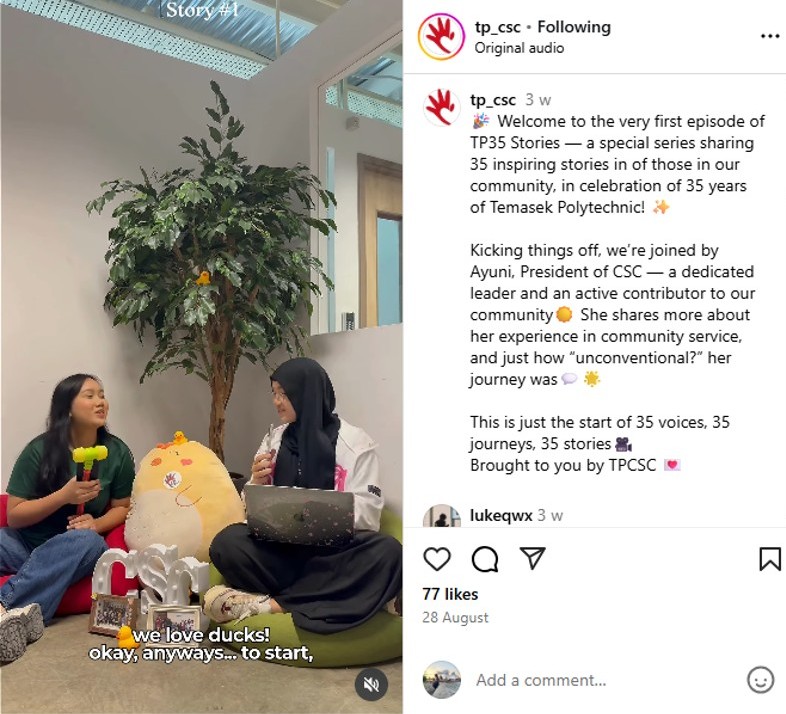 Story #1
we love ducks!
okay, anyways... to start,
tp_csc • Following
Original audio
tp_csc 3 w
🎉 Welcome to the very first episode of
TP35 Stories — a special series sharing
35 inspiring stories in of those in our
community, in celebration of 35 years
of Temasek Polytechnic! ✨
Kicking things off, we’re joined by
Ayuni, President of CSC — a dedicated
leader and an active contributor to our
community🌼 She shares more about
her experience in community service,
and just how “unconventional?” her
journey was💬 🌟
This is just the start of 35 voices, 35
journeys, 35 stories🎥
Brought to you by TPCSC 💌
lukeqwx 3 w
77 likes
28 August
Add a comment...